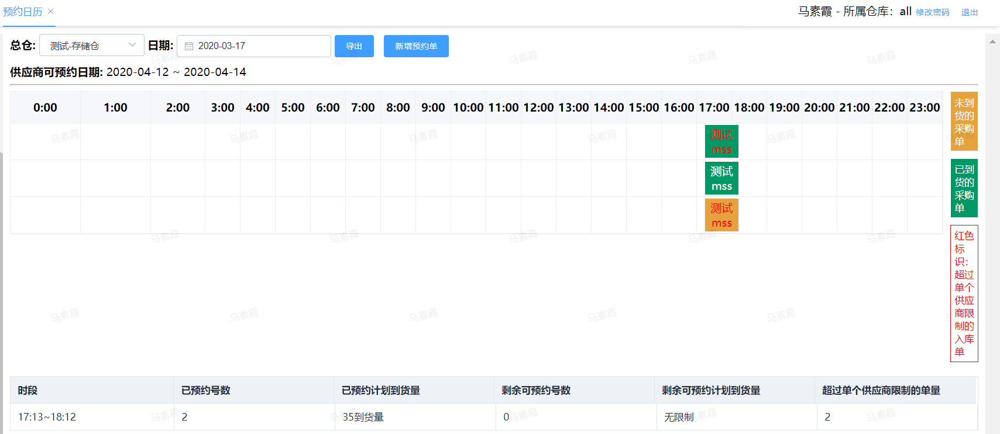 预约日历 ×
马素霞 - 所属仓库：all 修改密码 退出
总仓: 测试-存储仓 日期: 2020-03-17 导出 新增预约单
供应商可预约日期: 2020-04-12 ~ 2020-04-14
0:00 1:00 2:00 3:00 4:00 5:00 6:00 7:00 8:00 9:00 10:00 11:00 12:00 13:00 14:00 15:00 16:00 17:00 18:00 19:00 20:00 21:00 22:00 23:00
测试
mss
测试
mss
测试
mss
未到
货的
采购
单
已到
货的
采购
单
红色
标
识：
超过
单个
供应
商限
制的
入库
单
时段 已预约号数 已预约计划到货量 剩余可预约号数 剩余可预约计划到货量 超过单个供应商限制的单量
17:13~18:12 2 35到货量 0 无限制 2
马素霞